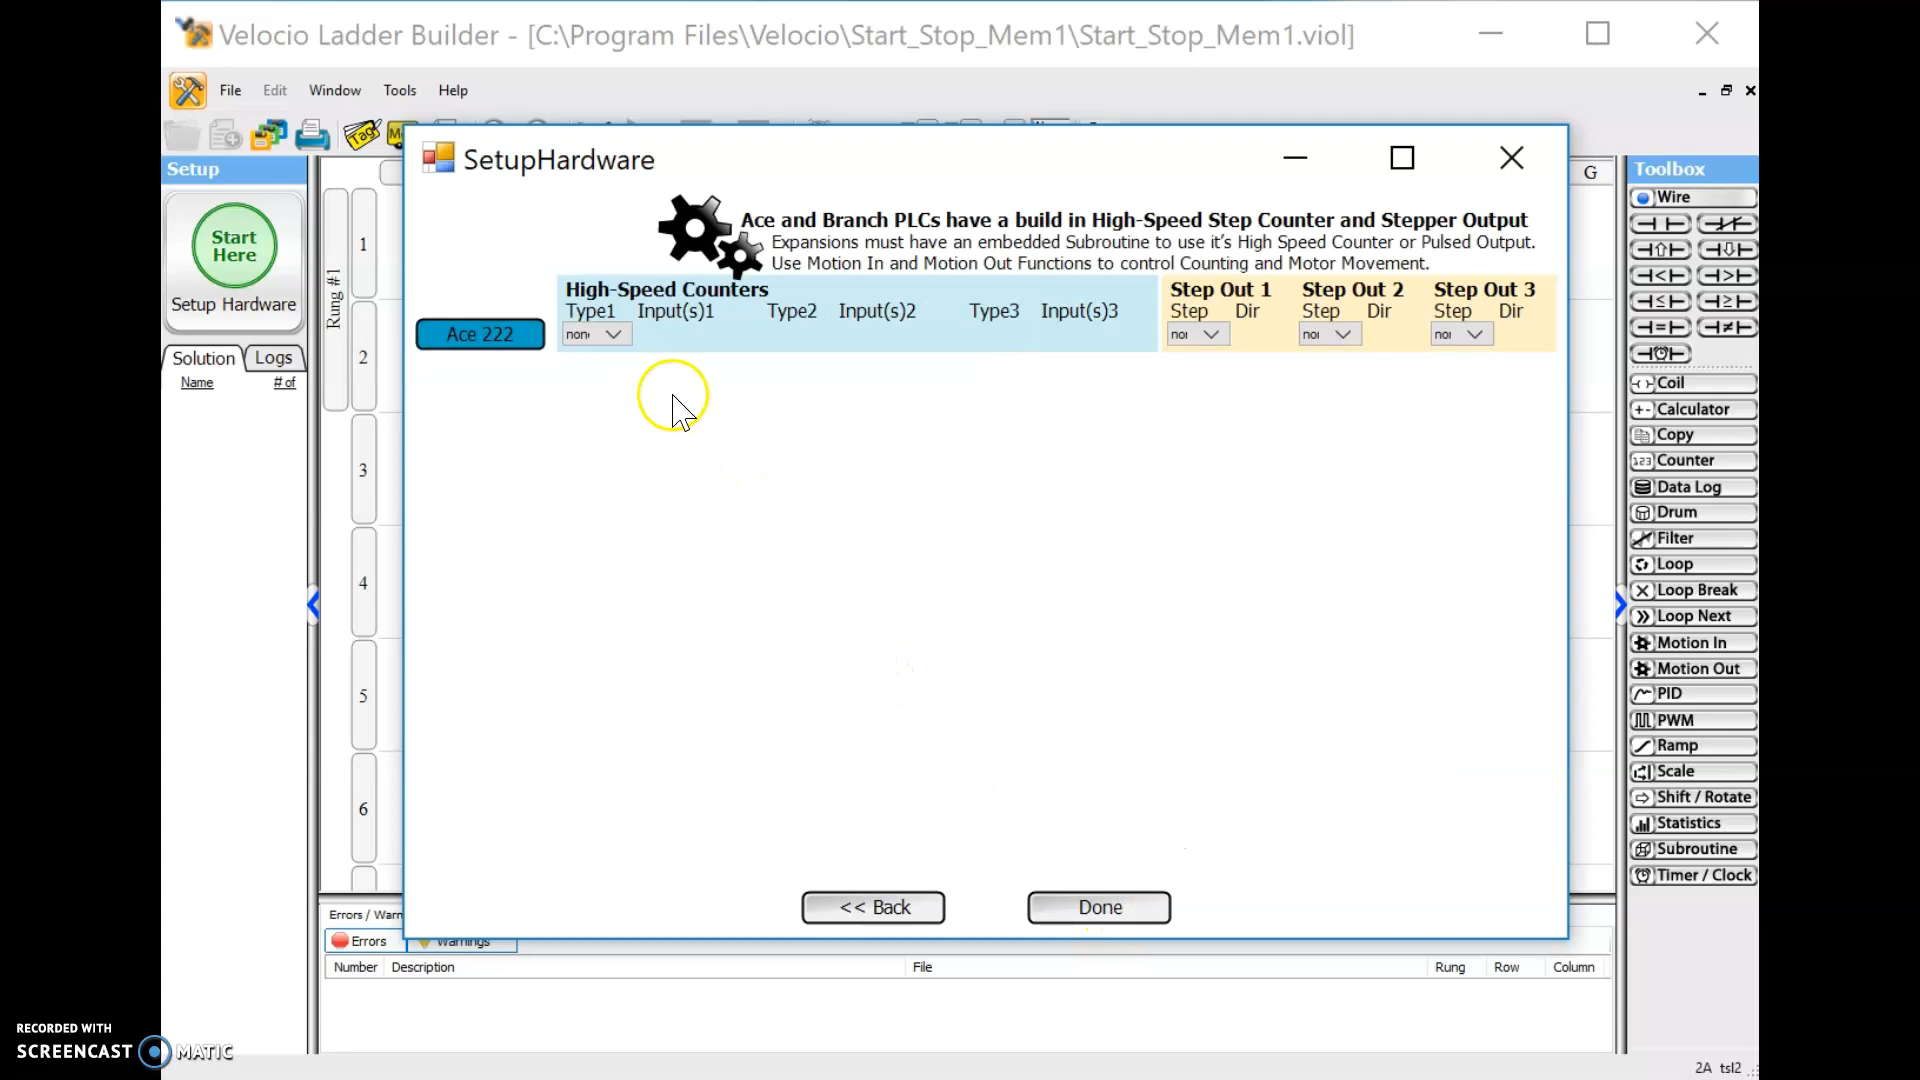 Velocio Ladder Builder - [C:\Program Files\Velocio\Start_Stop_Mem1\Start_Stop_Mem1.viol]
File Edit Window Tools Help
Tag
Setup
Start Here
Setup Hardware
Solution Logs
Name # of
Rung #1
1
2
3
4
5
6
SetupHardware
Ace and Branch PLCs have a build in High-Speed Step Counter and Stepper Output
Expansions must have an embedded Subroutine to use it's High Speed Counter or Pulsed Output.
Use Motion In and Motion Out Functions to control Counting and Motor Movement.
High-Speed Counters Step Out 1 Step Out 2 Step Out 3
Type1 Input(s)1 Type2 Input(s)2 Type3 Input(s)3 Step Dir Step Dir Step Dir
Ace 222
<< Back Done
G
Toolbox
Wire
Coil
Calculator
Copy
Counter
Data Log
Drum
Filter
Loop
Loop Break
Loop Next
Motion In
Motion Out
PID
PWM
Ramp
Scale
Shift / Rotate
Statistics
Subroutine
Timer / Clock
Errors / Warn
Errors Warnings
Number Description File Rung Row Column
2A tsl2
RECORDED WITH
SCREENCAST MATIC